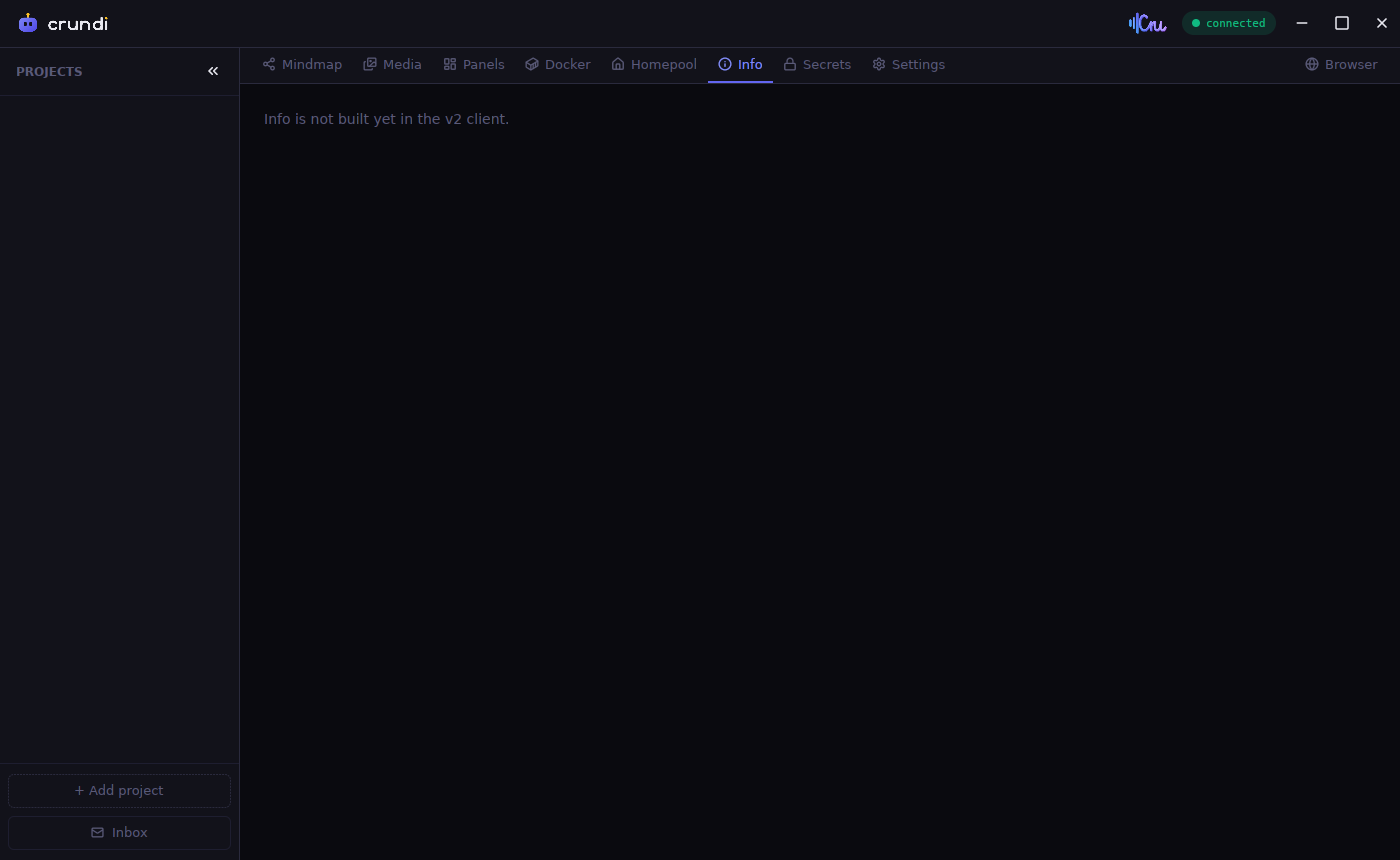 crundi
Cru
connected
PROJECTS
Mindmap
Media
Panels
Docker
Homepool
Info
Secrets
Settings
Browser
Info is not built yet in the v2 client.
+ Add project
Inbox